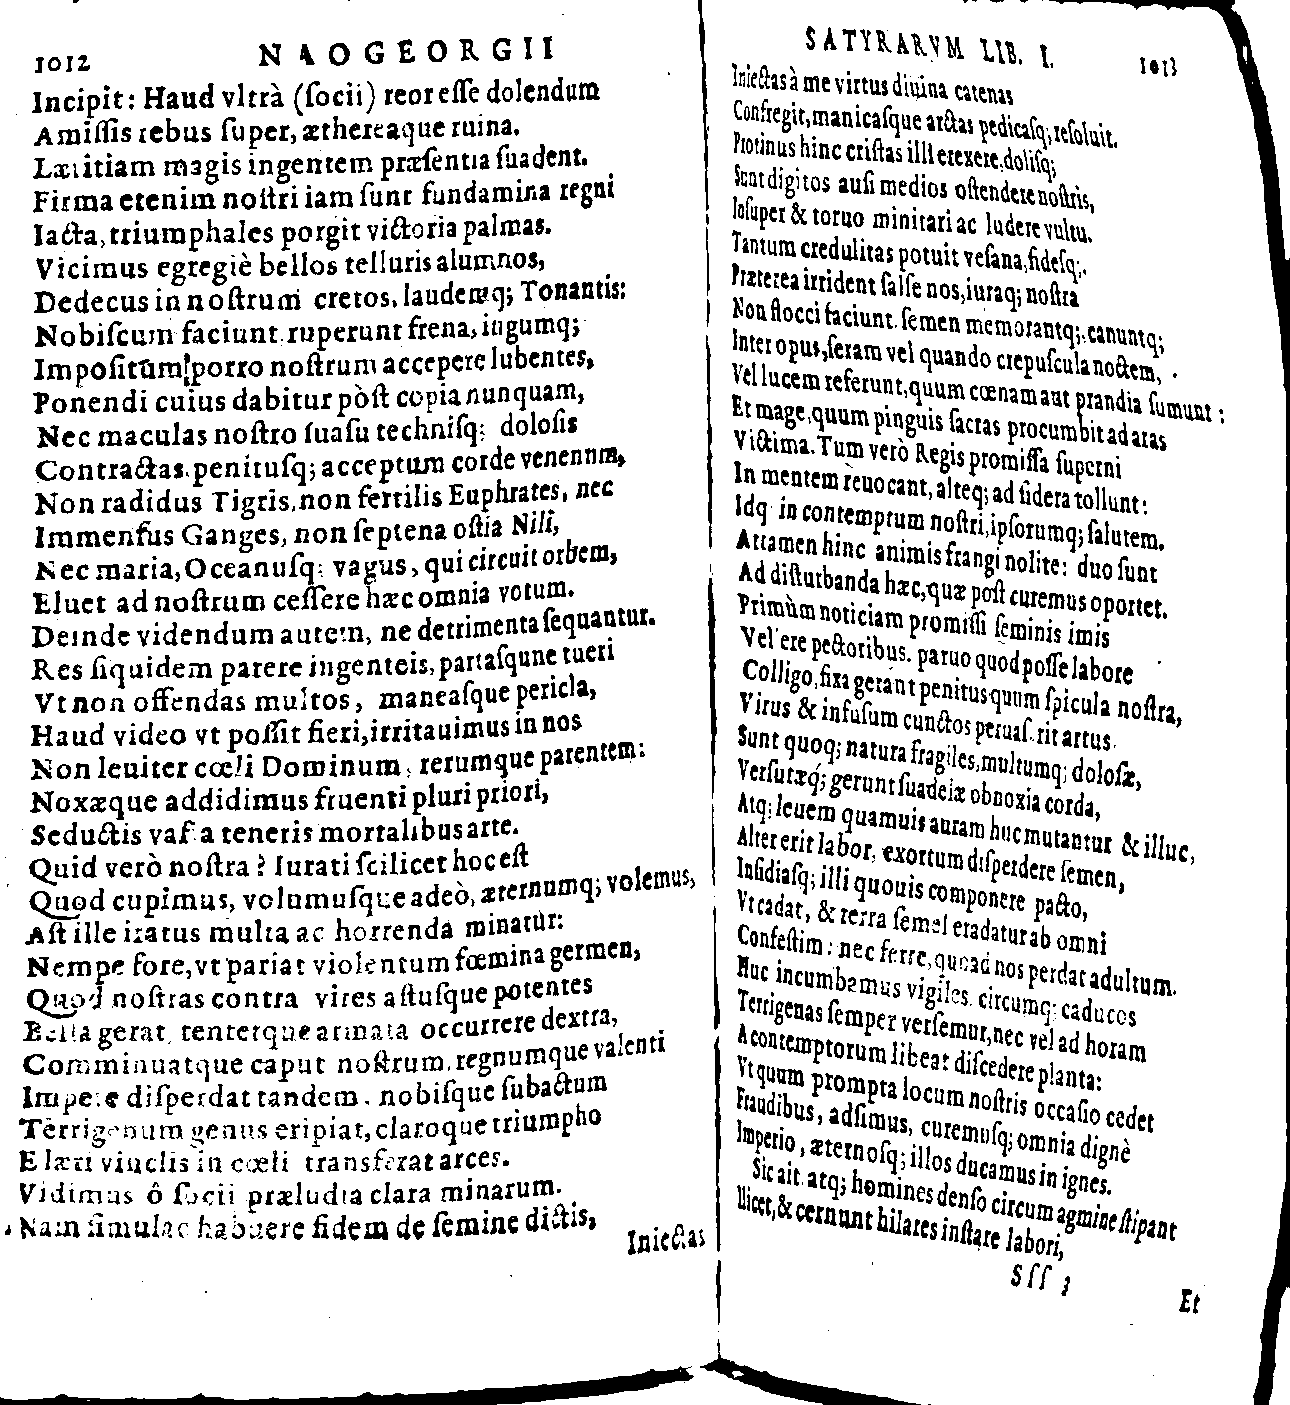 1012 NAOGEORGII
Incipit: Haud vltrà (ſocii) reor eſſe dolendum
Amiſſis rebus ſuper, æthereaque ruina.
Lætitiam magis ingentem præſentia ſuadent.
Firma etenim noſtri iam ſunt fundamina regni
Iacta, triumphales porgit victoria palmas.
Vicimus egregiè bellos telluris alumnos,
Dedecus in noſtrum cretos, laudemq; Tonantis:
Nobiſcum faciunt. ruperunt frena, iugumq;
Impoſitum porro noſtrum accepere lubentes,
Ponendi cuius dabitur pòſt copia nunquam,
Nec maculas noſtro ſuaſu techniſq; doloſis
Contractas. penituſq; acceptum corde venenum,
Non radidus Tigris, non fertilis Euphrates, nec
Immenſus Ganges, non ſeptena oſtia Nili,
Nec maria, Oceanuſq; vagus, qui circuit orbem,
Eluet ad noſtrum ceſſere hæc omnia votum.
Deinde videndum autem, ne detrimenta ſequantur.
Res ſiquidem parere ingenteis, partaſqune tueri
Vt non offendas multos, maneaſque pericla,
Haud video vt poſſit fieri, irritauimus in nos
Non leuiter cœli Dominum, rerumque parentem:
Noxæque addidimus fruenti pluri priori,
Seductis vafra teneris mortalibus arte.
Quid verò noſtra? Iurati ſcilicet hoc eſt
Quod cupimus, volumuſque adeò, æternumq; volemus,
Aſt ille iratus multa ac horrenda minatur:
Nempe fore, vt pariat violentum fœmina germen,
Quod noſtras contra vires aſtuſque potentes
Bella gerat, tentetque armata occurrere dextra,
Comminuatque caput noſtrum, regnumque valenti
Impete diſperdat tandem, nobiſque ſubactum
Terrigenum genus eripiat, claroque triumpho
E læti vinclis in cœli transferat arces.
Vidimus ô ſocii præludia clara minarum.
Nam ſimulac habuere fidem de ſemine dictis,
Iniectas
SATYRARVM LIB. I. 1013
Iniectas à me virtus diuina catenas
Confregit, manicaſque arctas pedicaſq; reſoluit.
Protinus hinc criſtas illi erexere, doliſq;
Sunt digitos auſi medios oſtendere noſtris,
Inſuper & toruo minitari ac ludere vultu.
Tantum credulitas potuit veſana, fideſq;.
Præterea irrident ſalſe nos, iuraq; noſtra
Non flocci faciunt. ſemen memorantq;, canuntq;
Inter opus, ſeram vel quando crepuſcula noctem,
Vel lucem referunt, quum cœnam aut prandia ſumunt:
Et mage, quum pinguis ſacras procumbit ad aras
Victima. Tum verò Regis promiſſa ſuperni
In mentem reuocant, alteq; ad ſidera tollunt:
Idq in contemptum noſtri, ipſorumq; ſalutem.
Attamen hinc animis frangi nolite: duo ſunt
Ad diſturbanda hæc, quæ poſt curemus oportet.
Primùm noticiam promiſſi ſeminis imis
Vellere pectoribus. paruo quod poſſe labore
Colligo, fixa gerant penitus quum ſpicula noſtra,
Virus & infuſum cunctos peruaſerit artus.
Sunt quoq; natura fragiles, multumq; doloſæ,
Verſutæq́; gerunt ſuadelæ obnoxia corda,
Atq; leuem quamuis auram huc mutantur & illuc,
Alter erit labor, exortum diſperdere ſemen,
Inſidiaſq; illi quouis componere pacto,
Vt cadat, & terra ſemel eradatur ab omni
Confeſtim: nec ferre, quoad nos perdat adultum.
Huc incumbamus vigiles. circumq; caducos
Terrigenas ſemper verſemur, nec vel ad horam
A contemptorum libeat diſcedere planta:
Vt quum prompta locum noſtris occaſio cedet
Fraudibus, adſimus, curemuſq; omnia dignè
Imperio, æternoſq; illos ducamus in ignes.
Sic ait. atq; homines denſo circum agmine ſtipant
Ilicet, & cernunt hilares inſtare labori,
Sſſ 3
Et